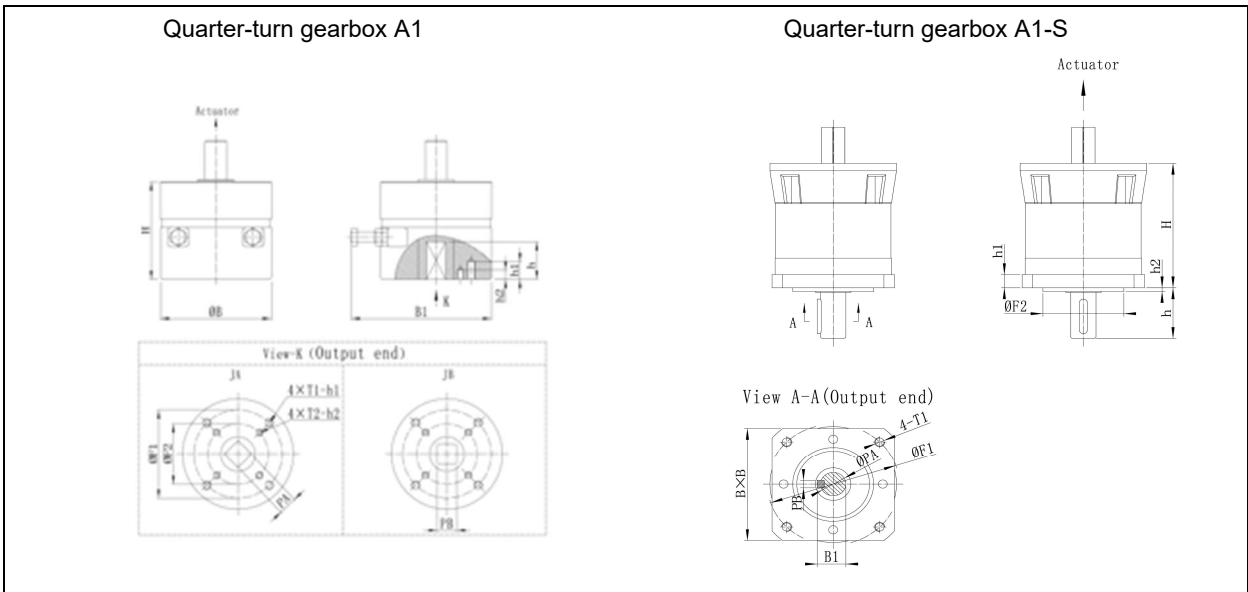 Quarter-turn gearbox A1
Actuator
H
ØB
h
h1
h2
K
B1
View-K (Output end)
JA
JB
4×T1-h1
4×T2-h2
ØF1
ØF2
PA
PB
Quarter-turn gearbox A1-S
Actuator
h1
H
h2
ØF2
h
A
A
View A-A(Output end)
4-T1
ØPA
ØF1
B×B
PB
B1